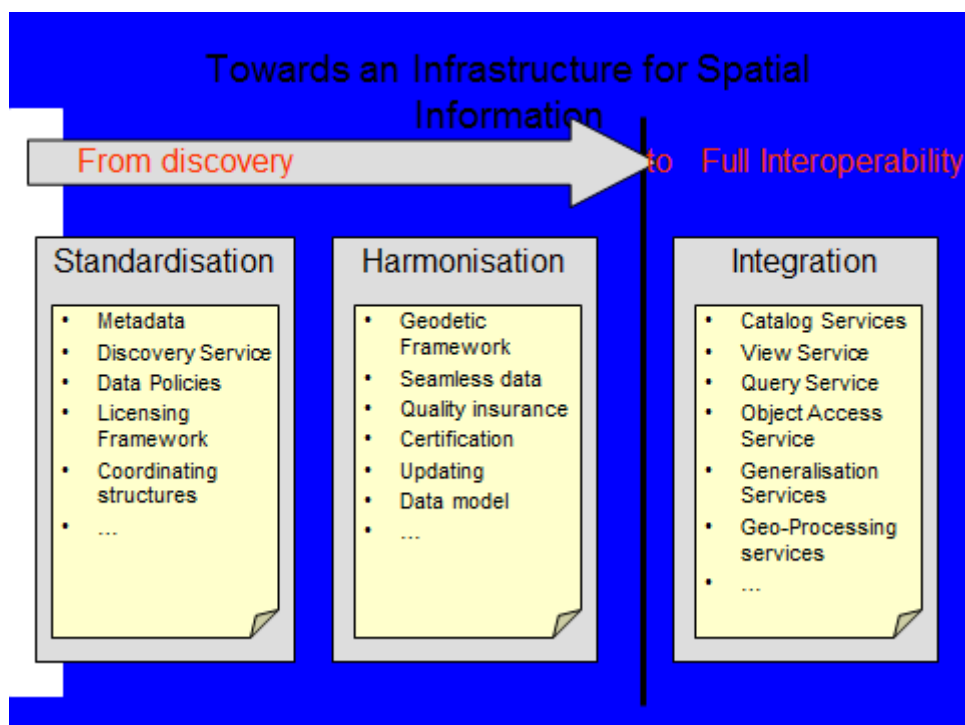 Towards an Infrastructure for Spatial
Information
From discovery to Full Interoperability
Standardisation
• Metadata
• Discovery Service
• Data Policies
• Licensing
Framework
• Coordinating
structures
• ...
Harmonisation
• Geodetic
Framework
• Seamless data
• Quality insurance
• Certification
• Updating
• Data model
• ...
Integration
• Catalog Services
• View Service
• Query Service
• Object Access
Service
• Generalisation
Services
• Geo-Processing
services
• ...